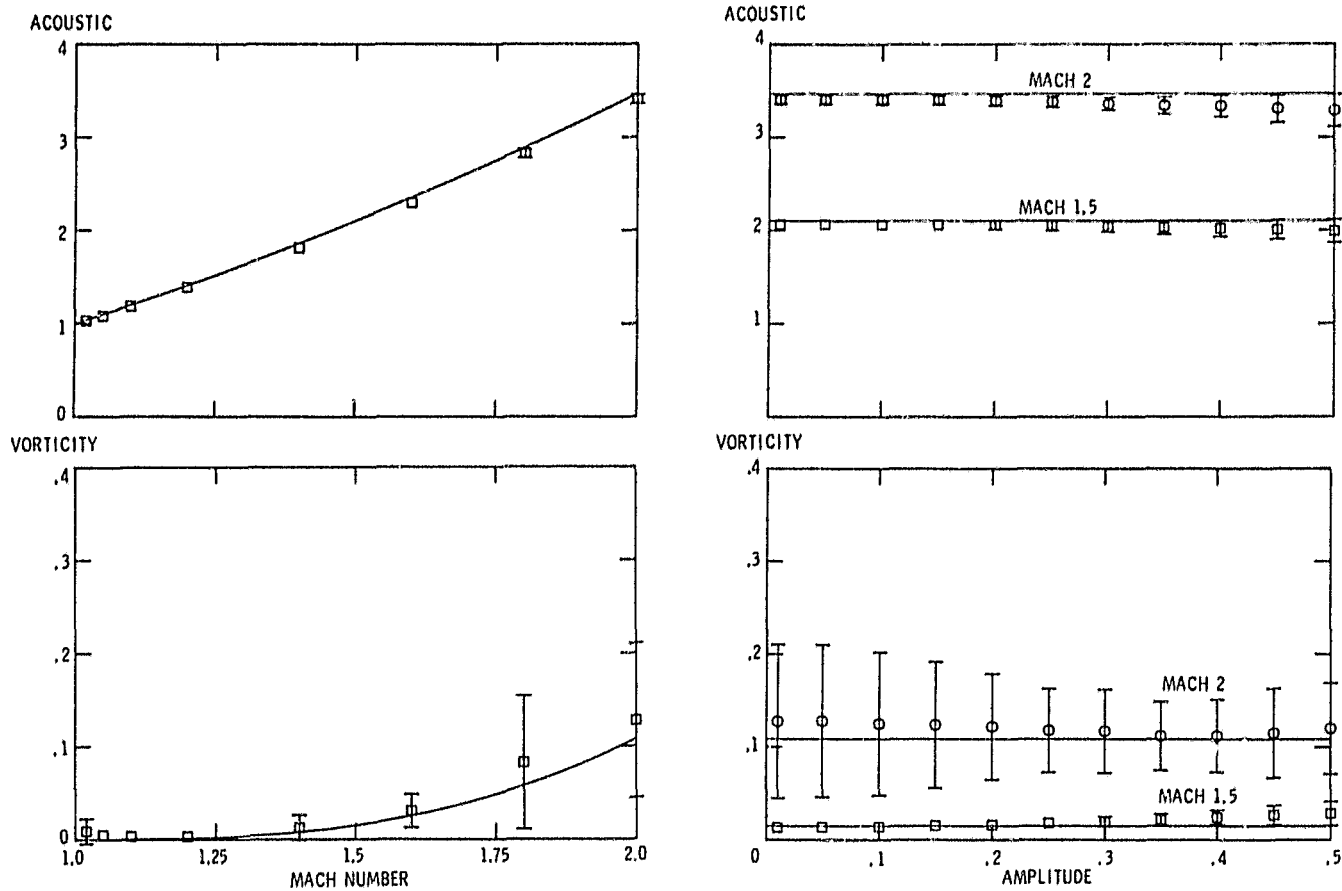 ACOUSTIC
4
3
2
1
0
VORTICITY
.4
.3
.2
.1
0
1.0 1.25 1.5 1.75 2.0
MACH NUMBER
ACOUSTIC
4
3
2
1
MACH 2
MACH 1.5
VORTICITY
.4
.3
.2
.1
MACH 2
MACH 1.5
0 .1 .2 .3 .4 .5
AMPLITUDE